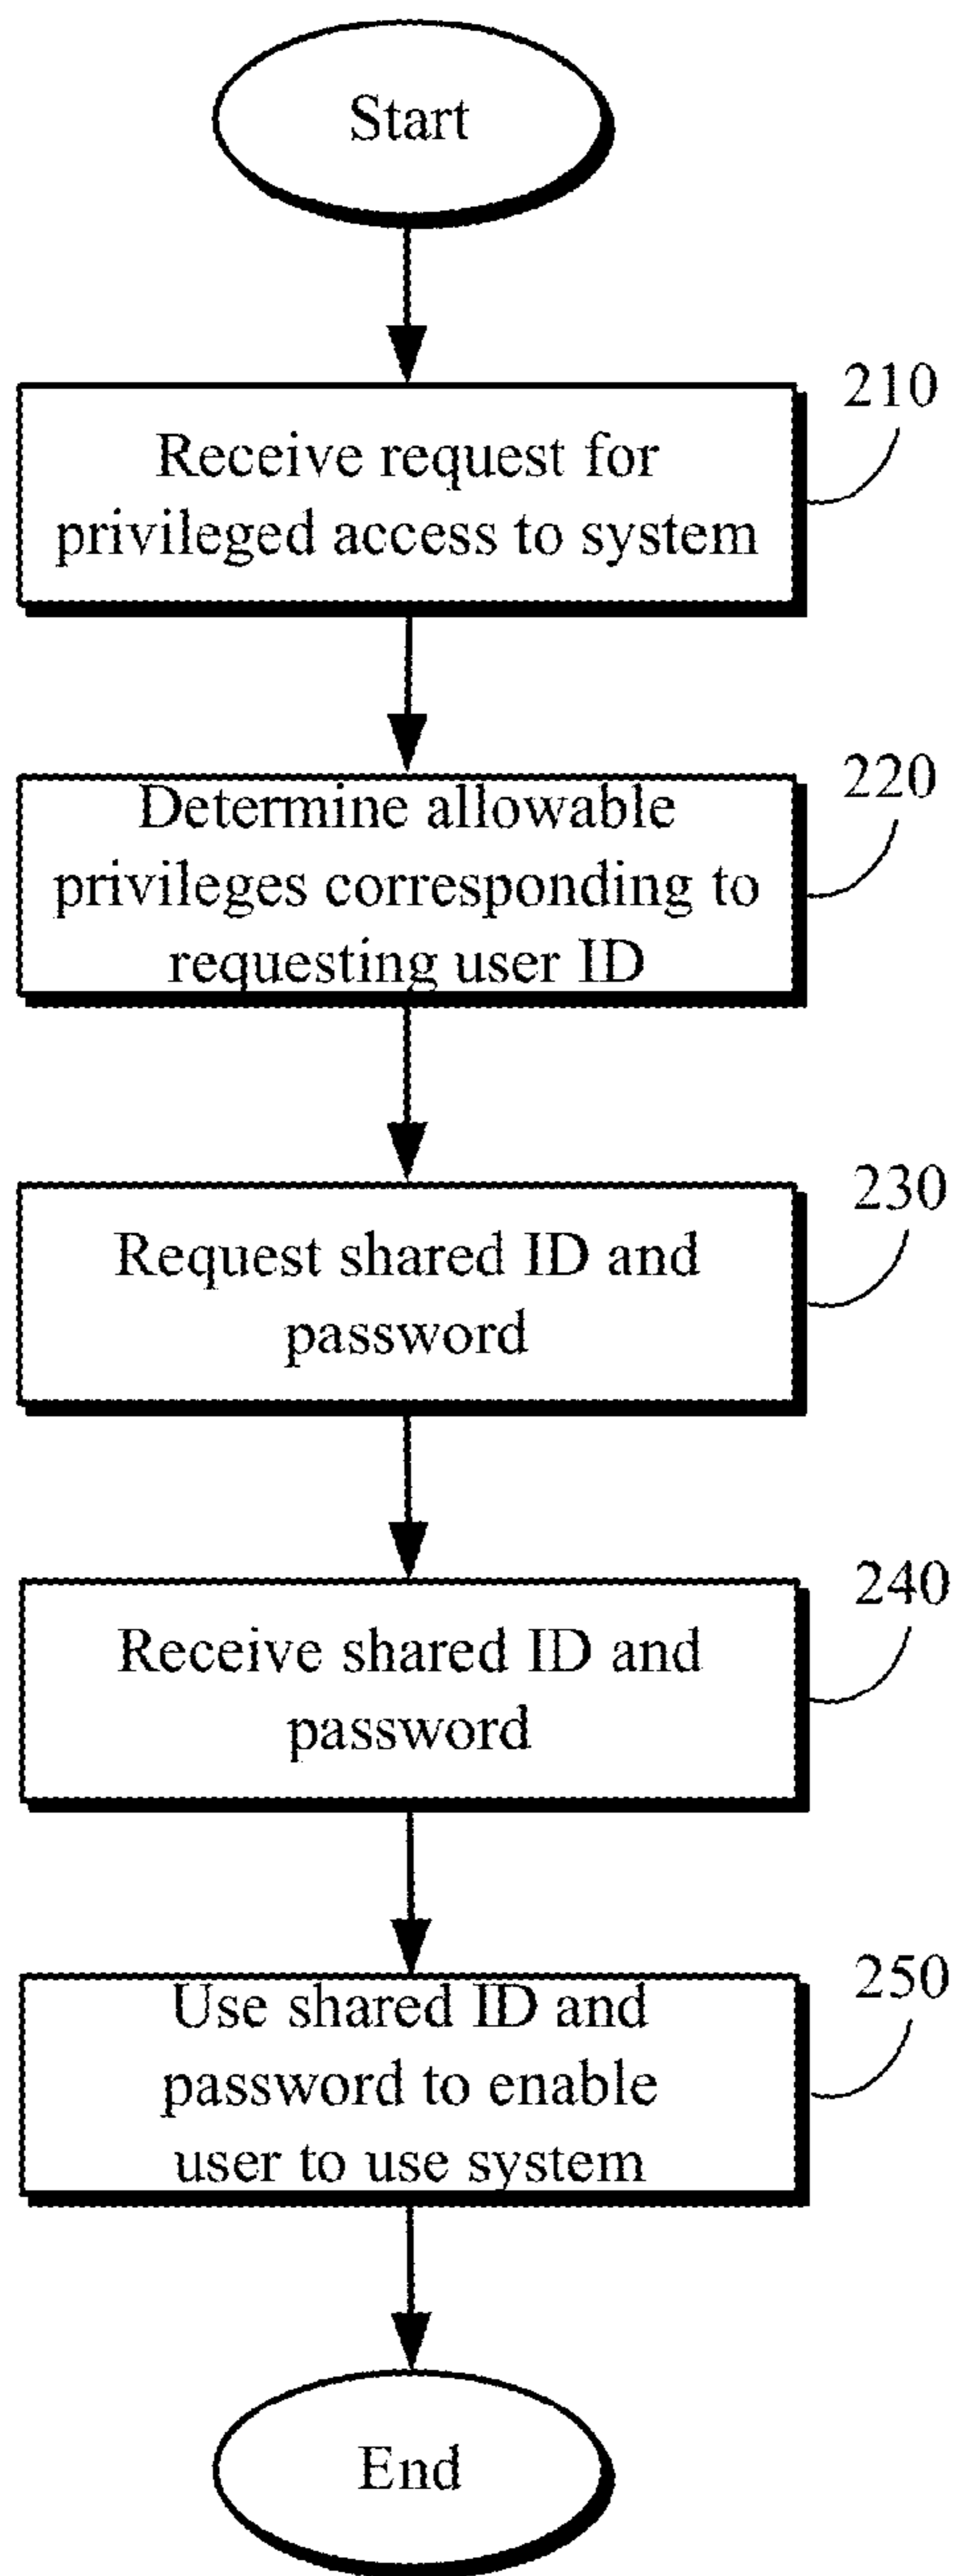 Start
210
Receive request for
privileged access to system
220
Determine allowable
privileges corresponding to
requesting user ID
230
Request shared ID and
password
240
Receive shared ID and
password
250
Use shared ID and
password to enable
user to use system
End